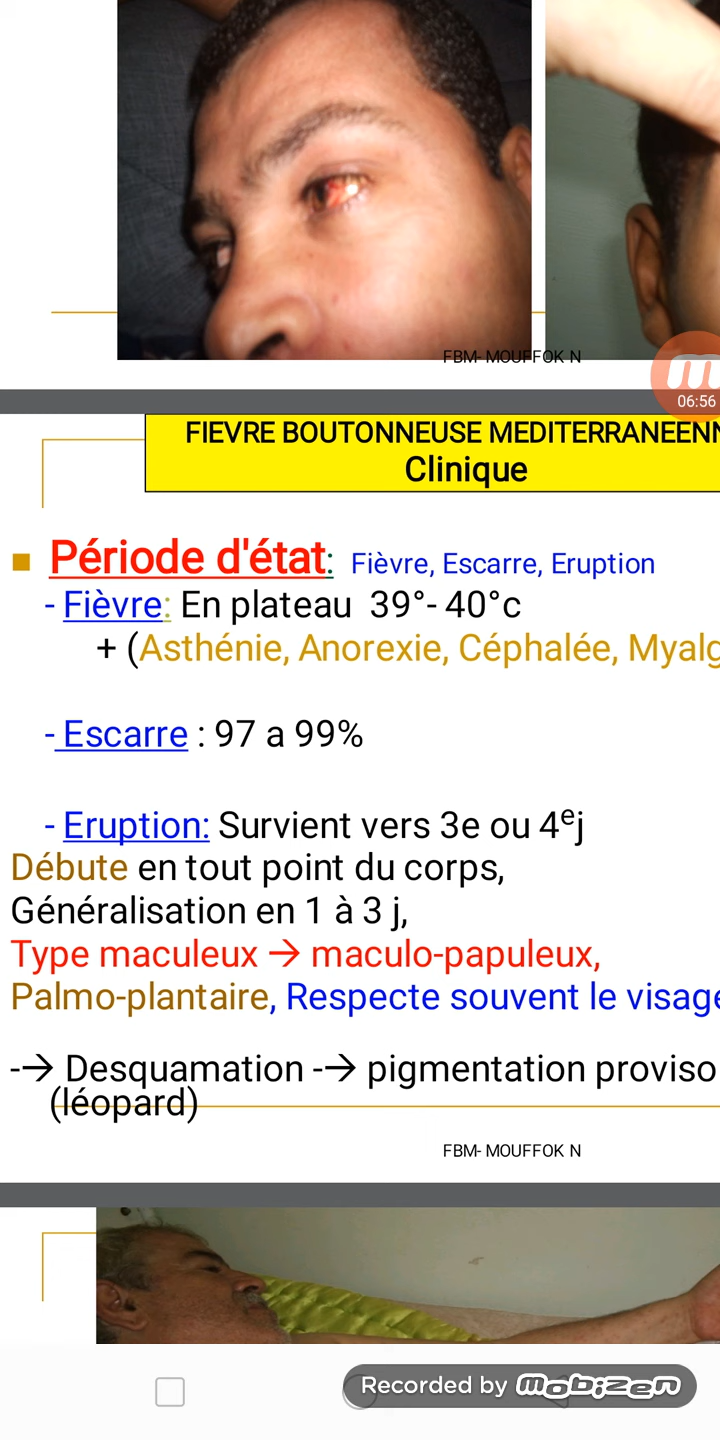 FBM- MOUFFOK N
06:56
FIEVRE BOUTONNEUSE MEDITERRANEENN
Clinique
Période d'état: Fièvre, Escarre, Eruption
- Fièvre: En plateau 39°- 40°c
+ (Asthénie, Anorexie, Céphalée, Myalg
- Escarre : 97 a 99%
- Eruption: Survient vers 3e ou 4ej
Débute en tout point du corps,
Généralisation en 1 à 3 j,
Type maculeux → maculo-papuleux,
Palmo-plantaire, Respecte souvent le visage
-→ Desquamation -→ pigmentation proviso
(léopard)
FBM- MOUFFOK N
Recorded by mobizen